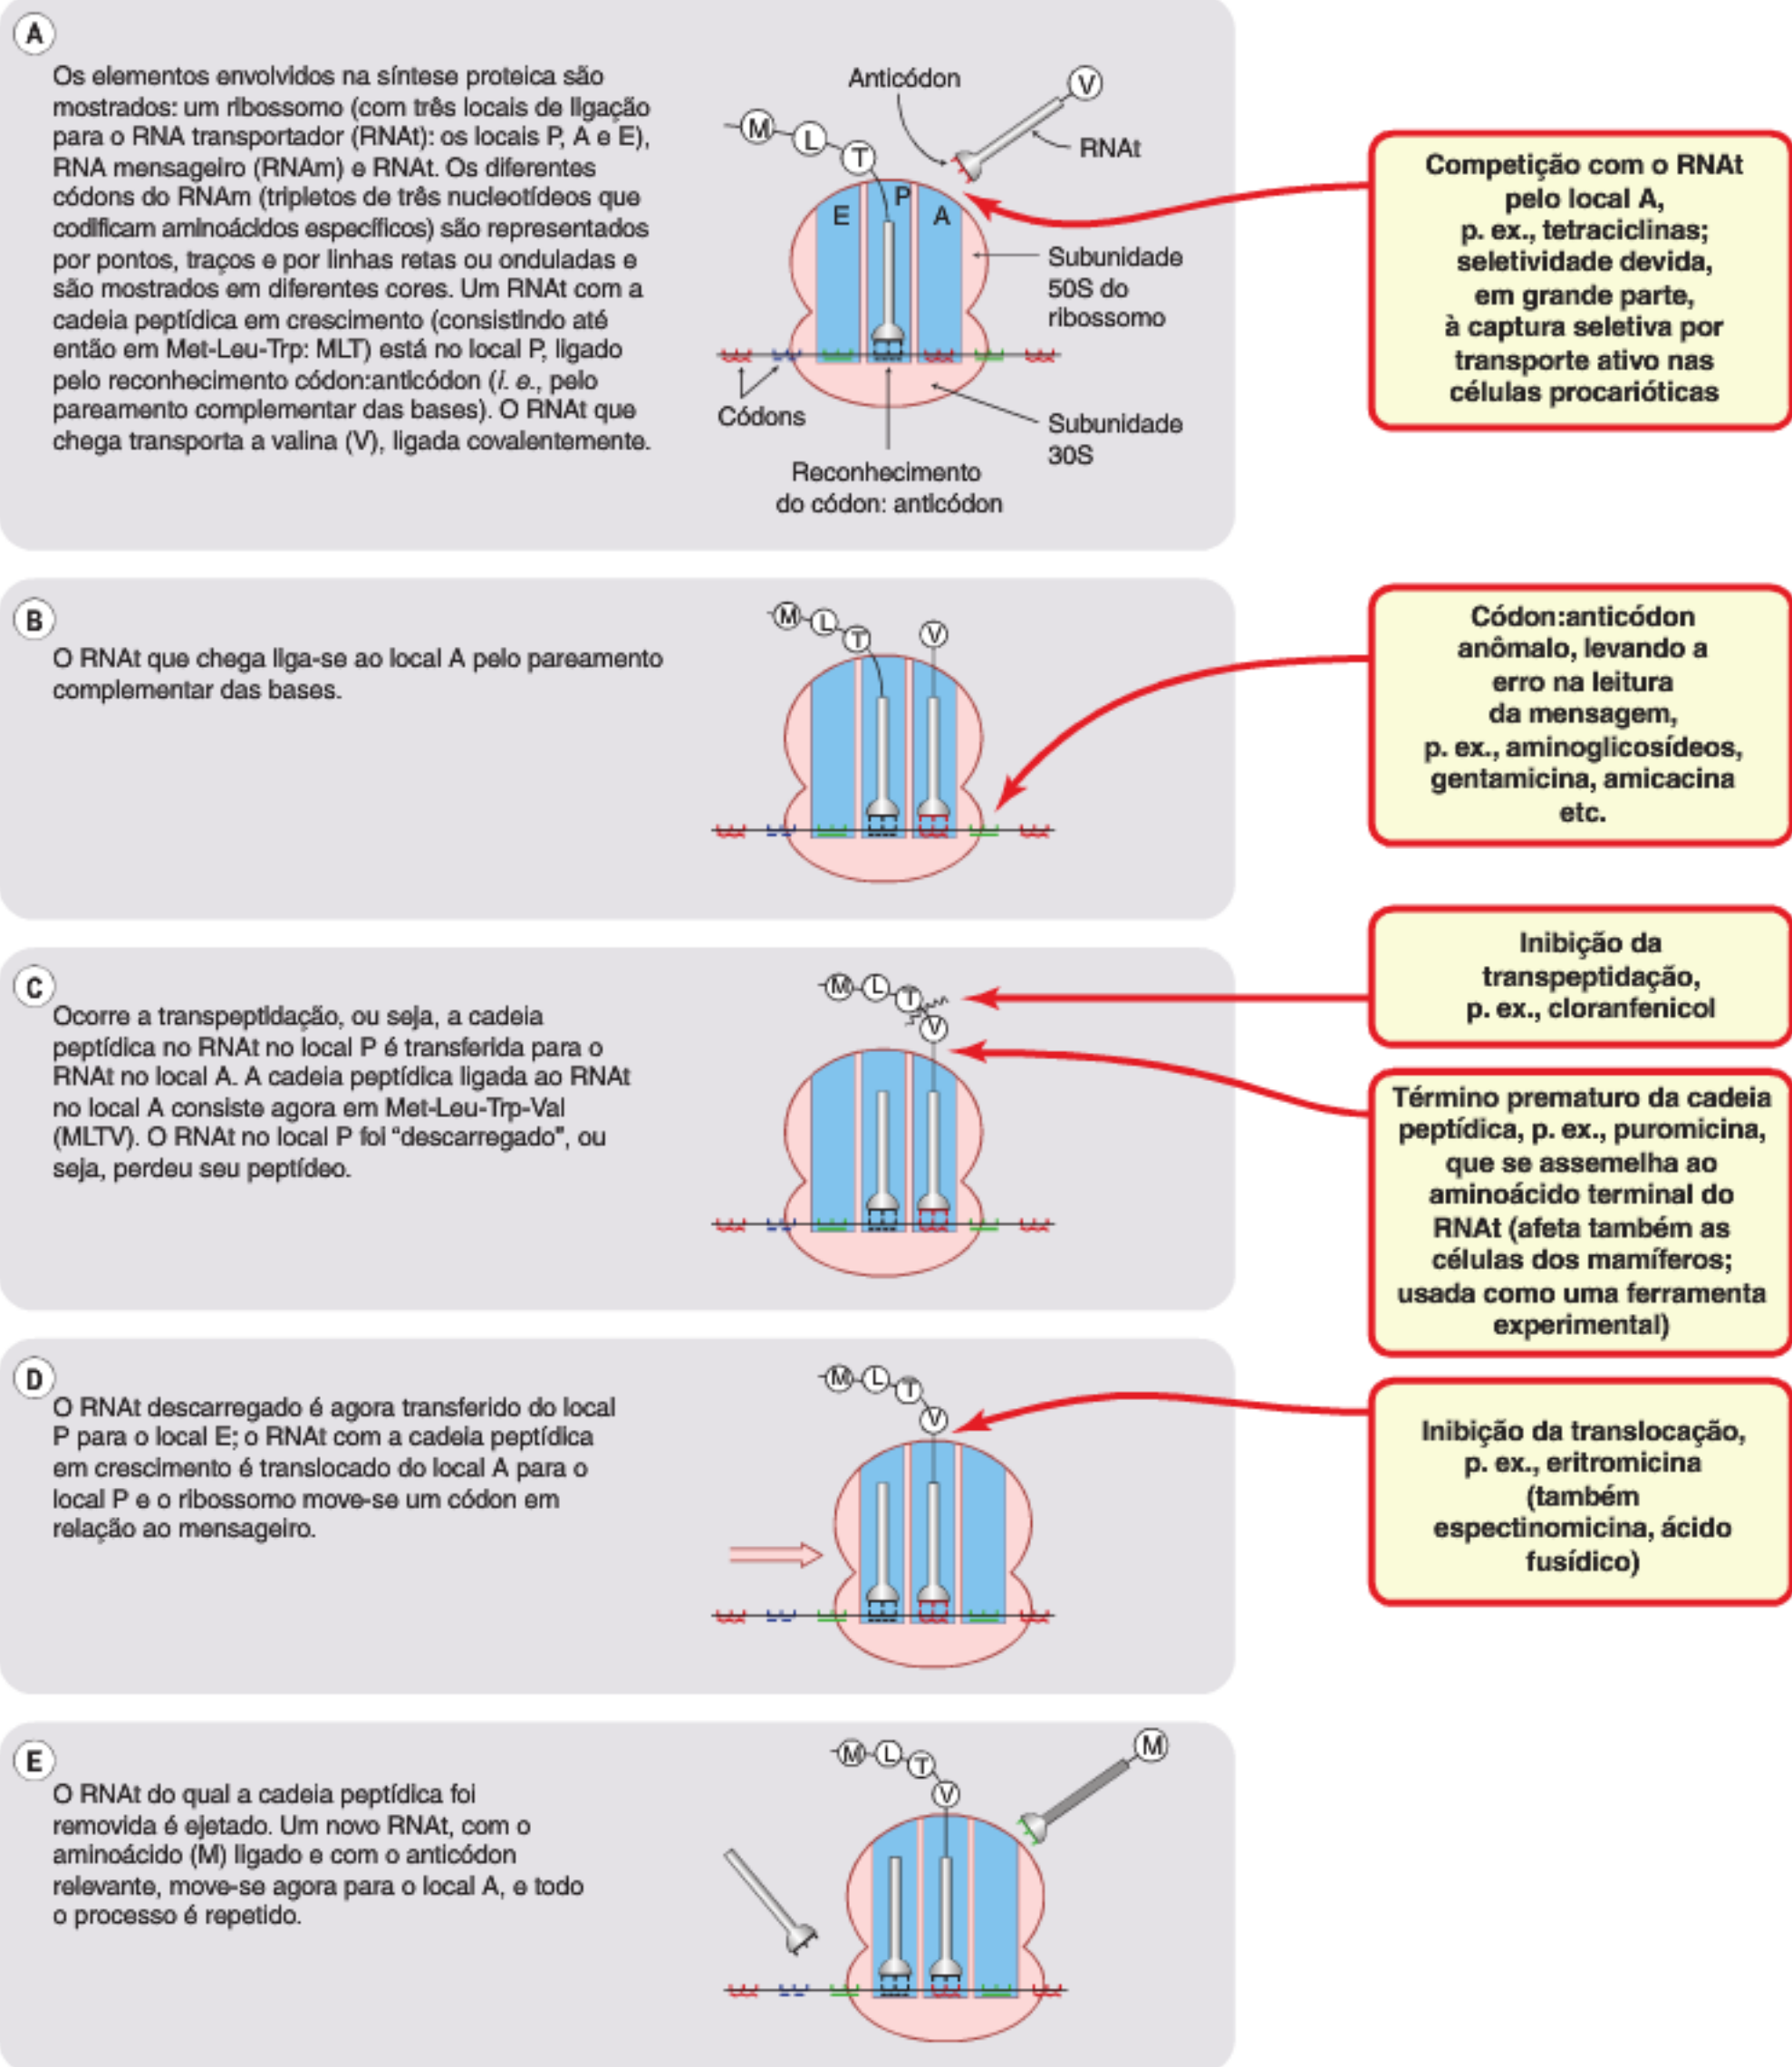 A
Os elementos envolvidos na síntese proteica são
mostrados: um ribossomo (com três locais de ligação
para o RNA transportador (RNAt): os locais P, A e E),
RNA mensageiro (RNAm) e RNAt. Os diferentes
códons do RNAm (tripletos de três nucleotídeos que
codificam aminoácidos específicos) são representados
por pontos, traços e por linhas retas ou onduladas e
são mostrados em diferentes cores. Um RNAt com a
cadeia peptídica em crescimento (consistindo até
então em Met-Leu-Trp: MLT) está no local P, ligado
pelo reconhecimento códon:anticódon (i. e., pelo
pareamento complementar das bases). O RNAt que
chega transporta a valina (V), ligada covalentemente.
Anticódon
V
M
L
T
RNAt
E
P
A
Subunidade
50S do
ribossomo
Códons
Subunidade
30S
Reconhecimento
do códon: anticódon
Competição com o RNAt
pelo local A,
p. ex., tetraciclinas;
seletividade devida,
em grande parte,
à captura seletiva por
transporte ativo nas
células procarióticas
B
O RNAt que chega liga-se ao local A pelo pareamento
complementar das bases.
M
L
T
V
Códon:anticódon
anômalo, levando a
erro na leitura
da mensagem,
p. ex., aminoglicosídeos,
gentamicina, amicacina
etc.
C
Ocorre a transpeptidação, ou seja, a cadeia
peptídica no RNAt no local P é transferida para o
RNAt no local A. A cadeia peptídica ligada ao RNAt
no local A consiste agora em Met-Leu-Trp-Val
(MLTV). O RNAt no local P foi “descarregado”, ou
seja, perdeu seu peptídeo.
M
L
T
V
Inibição da
transpeptidação,
p. ex., cloranfenicol
Término prematuro da cadeia
peptídica, p. ex., puromicina,
que se assemelha ao
aminoácido terminal do
RNAt (afeta também as
células dos mamíferos;
usada como uma ferramenta
experimental)
D
O RNAt descarregado é agora transferido do local
P para o local E; o RNAt com a cadeia peptídica
em crescimento é translocado do local A para o
local P e o ribossomo move-se um códon em
relação ao mensageiro.
M
L
T
V
Inibição da translocação,
p. ex., eritromicina
(também
espectinomicina, ácido
fusídico)
E
O RNAt do qual a cadeia peptídica foi
removida é ejetado. Um novo RNAt, com o
aminoácido (M) ligado e com o anticódon
relevante, move-se agora para o local A, e todo
o processo é repetido.
M
L
T
V
M